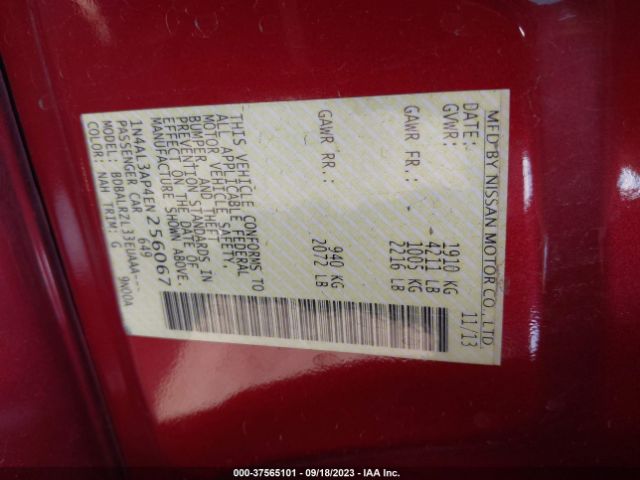 MFD BY NISSAN MOTOR CO., LTD
DATE: 11/13
GVWR: 1910 KG
4211 LB
GAWR FR: 1005 KG
2216 LB
GAWR RR: 940 KG
2072 LB
THIS VEHICLE CONFORMS TO
ALL APPLICABLE FEDERAL
MOTOR VEHICLE SAFETY,
BUMPER, AND THEFT
PREVENTION STANDARDS IN
EFFECT ON THE DATE OF
MANUFACTURE SHOWN ABOVE.
1N4AL3AP4EN256067
PASSENGER CAR 649
MODEL: BDBALRZL33EUAAA---
COLOR: NAH TRIM: G 9N00A
000-37565101 - 09/18/2023 - IAA Inc.